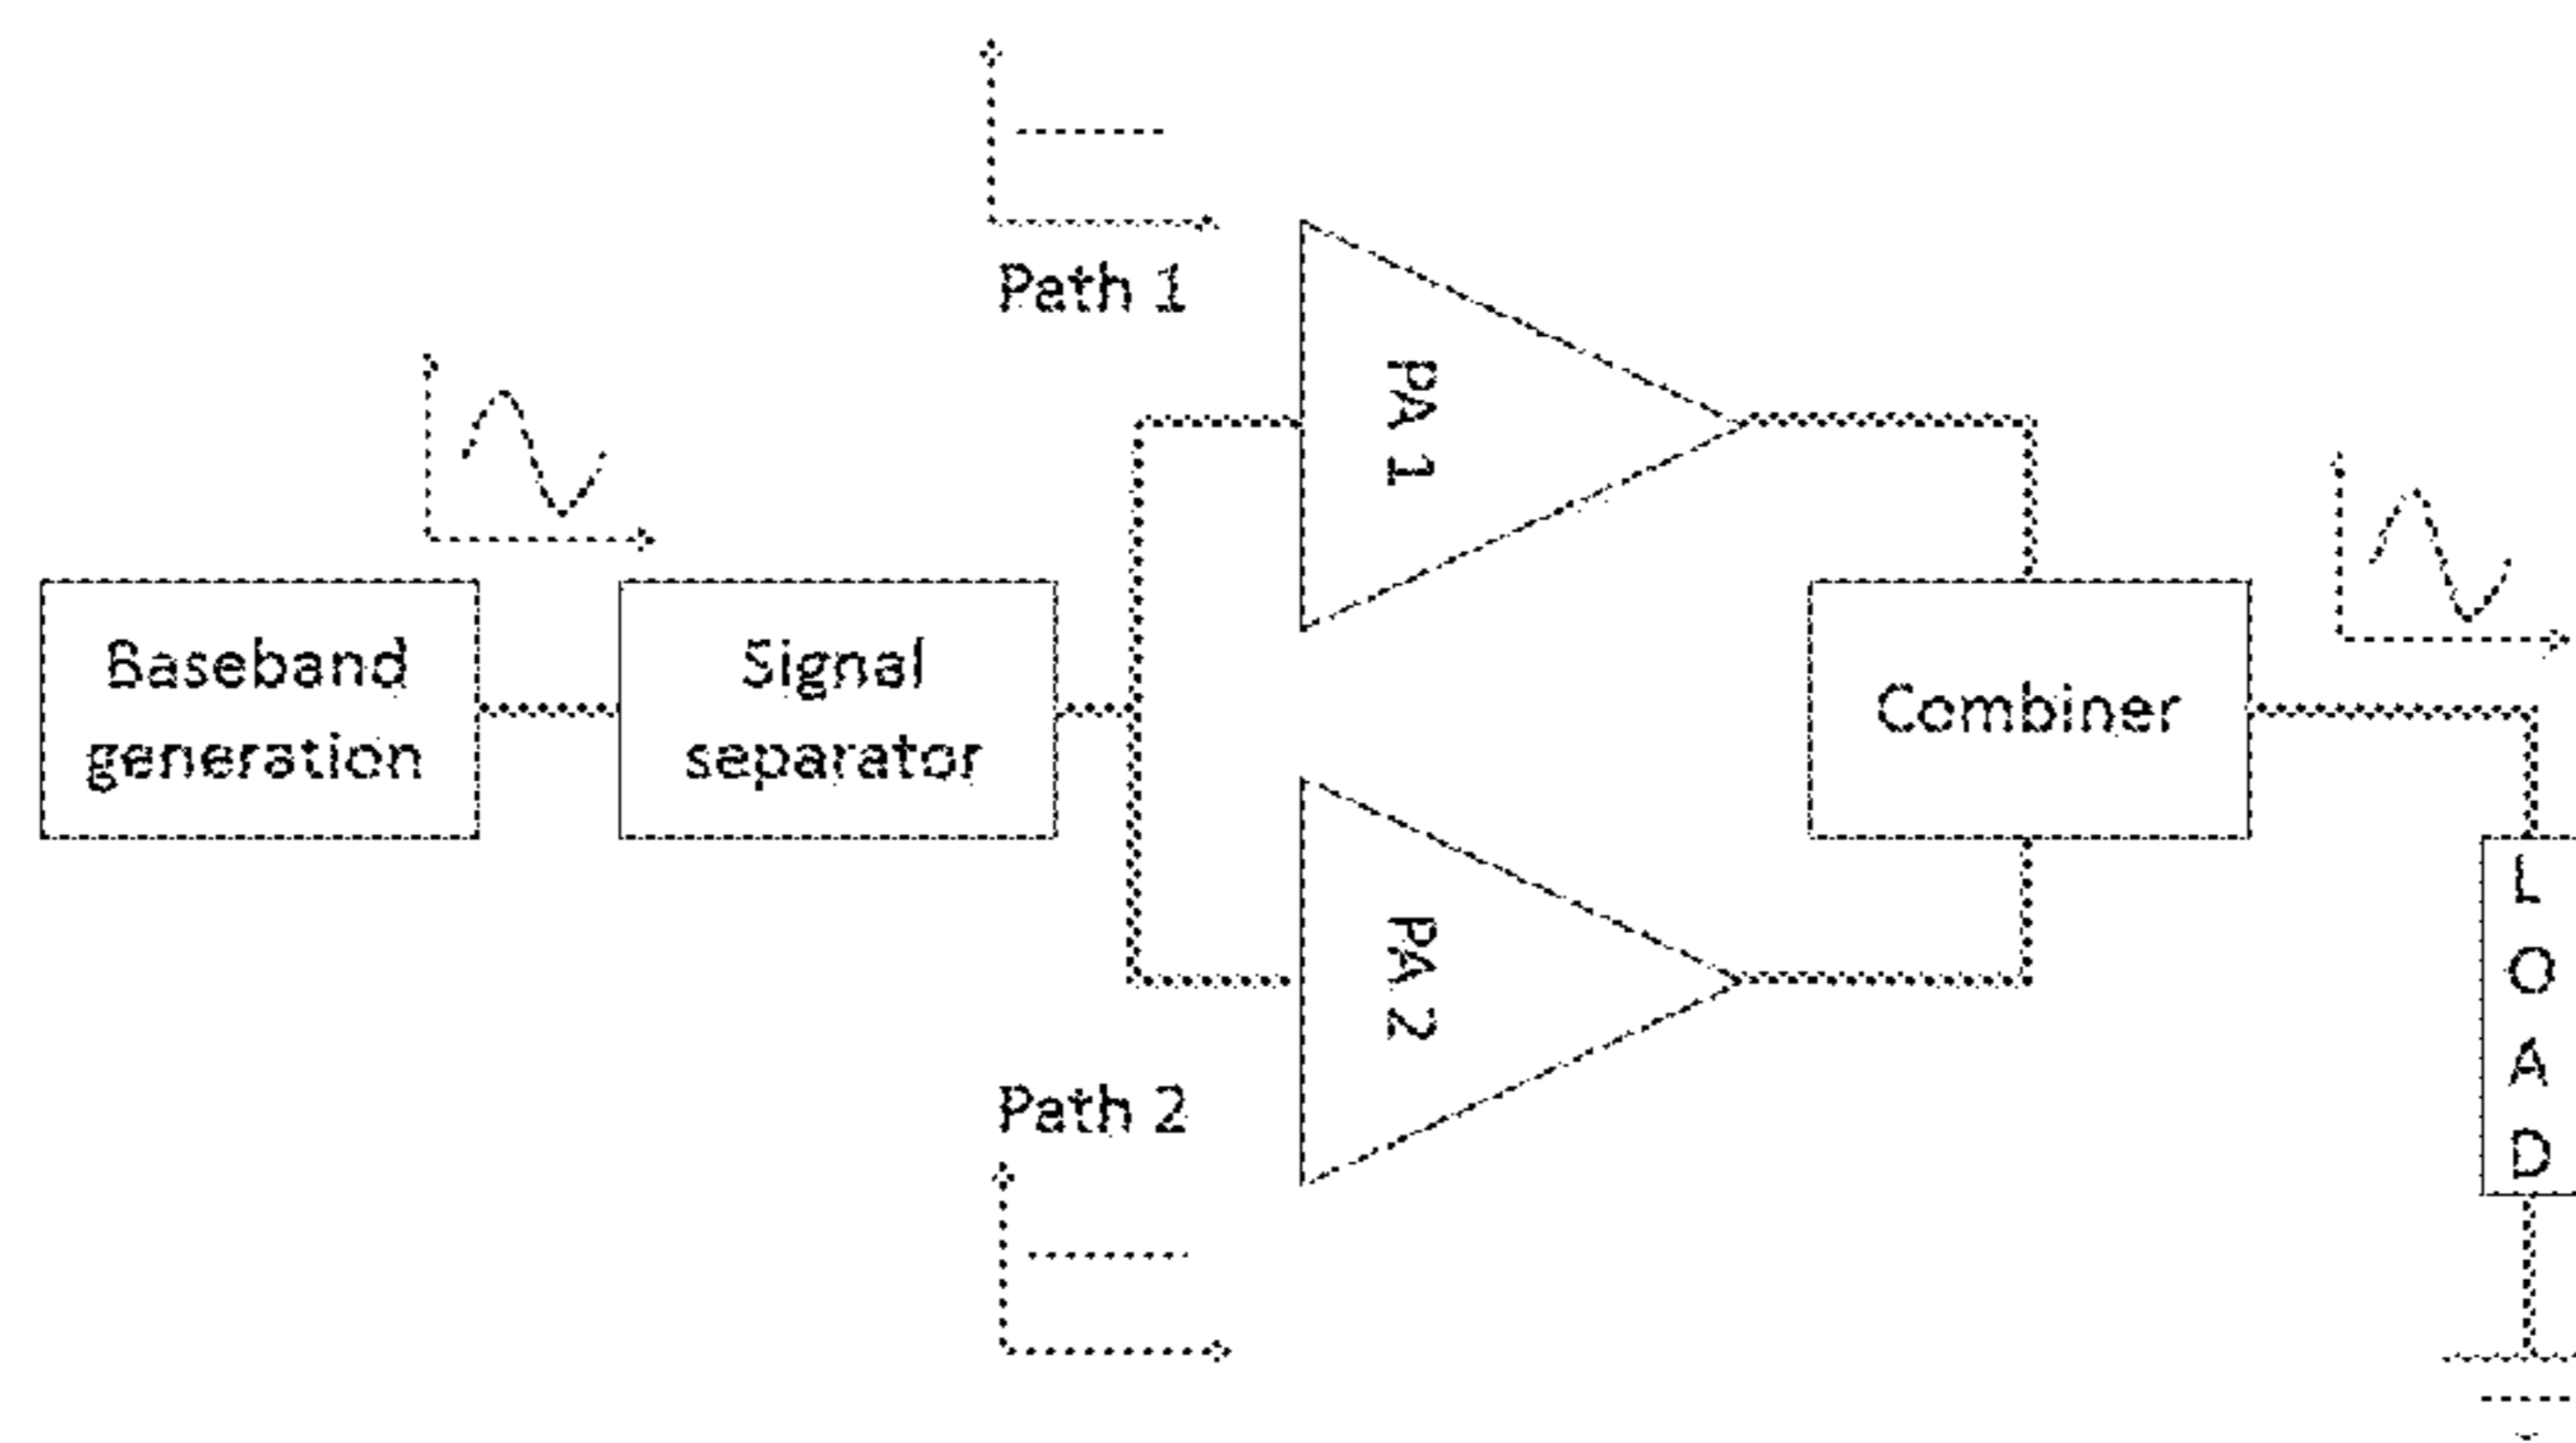 Path 1
PA 1
Baseband
generation
Signal
separator
Combiner
PA 2
Path 2
L
O
A
D